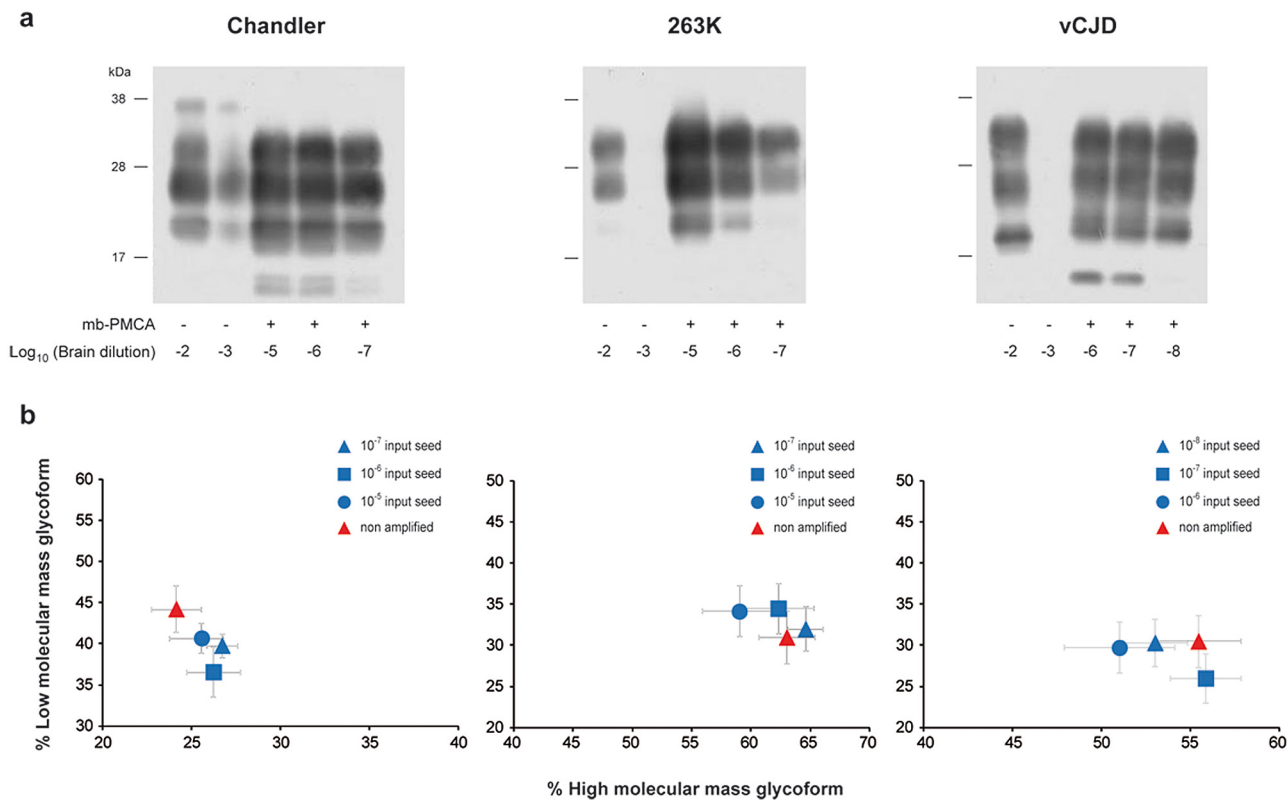 a
Chandler 263K vCJD
kDa
38
28
17
mb-PMCA - - + + + - - + + + - - + + +
Log10 (Brain dilution) -2 -3 -5 -6 -7 -2 -3 -5 -6 -7 -2 -3 -6 -7 -8
b
% Low molecular mass glycoform
10-7 input seed
10-6 input seed
10-5 input seed
non amplified
60
55
50
45
40
35
30
20 25 30 35 40
10-7 input seed
10-6 input seed
10-5 input seed
non amplified
50
45
40
35
30
25
20
40 45 50 55 60 65 70
10-8 input seed
10-7 input seed
10-6 input seed
non amplified
50
45
40
35
30
25
20
40 45 50 55 60
% High molecular mass glycoform